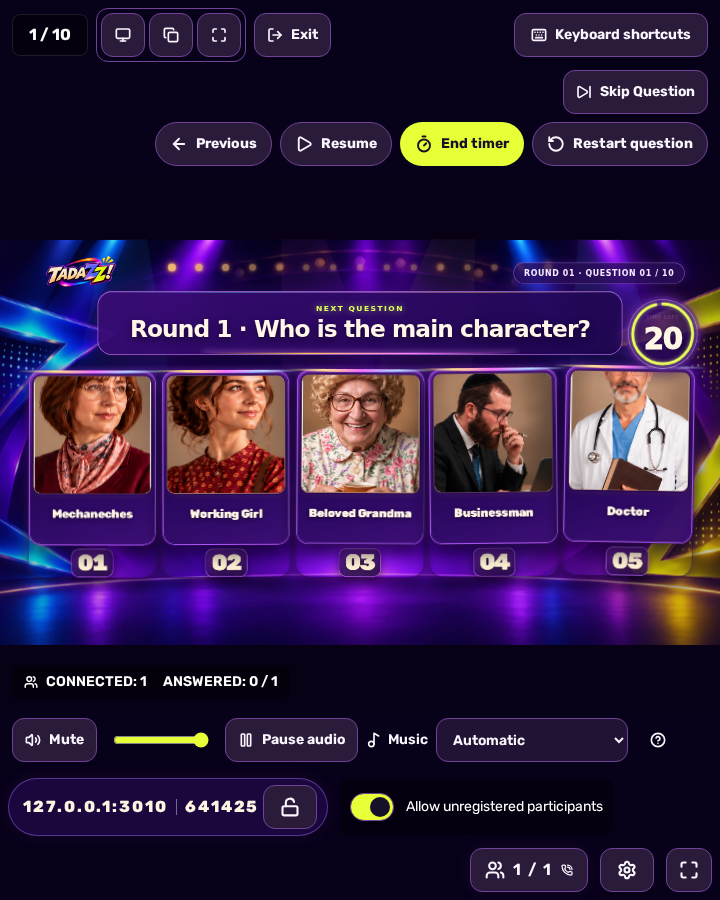 1 / 10
Exit
Keyboard shortcuts
Skip Question
Previous
Resume
End timer
Restart question
TADAZZ!
ROUND 01 · QUESTION 01 / 10
NEXT QUESTION
Round 1 · Who is the main character?
20
Mechaneches
Working Girl
Beloved Grandma
Businessman
Doctor
01
02
03
04
05
CONNECTED: 1
ANSWERED: 0 / 1
Mute
Pause audio
Music
Automatic
127.0.0.1:3010
641425
Allow unregistered participants
1 / 1